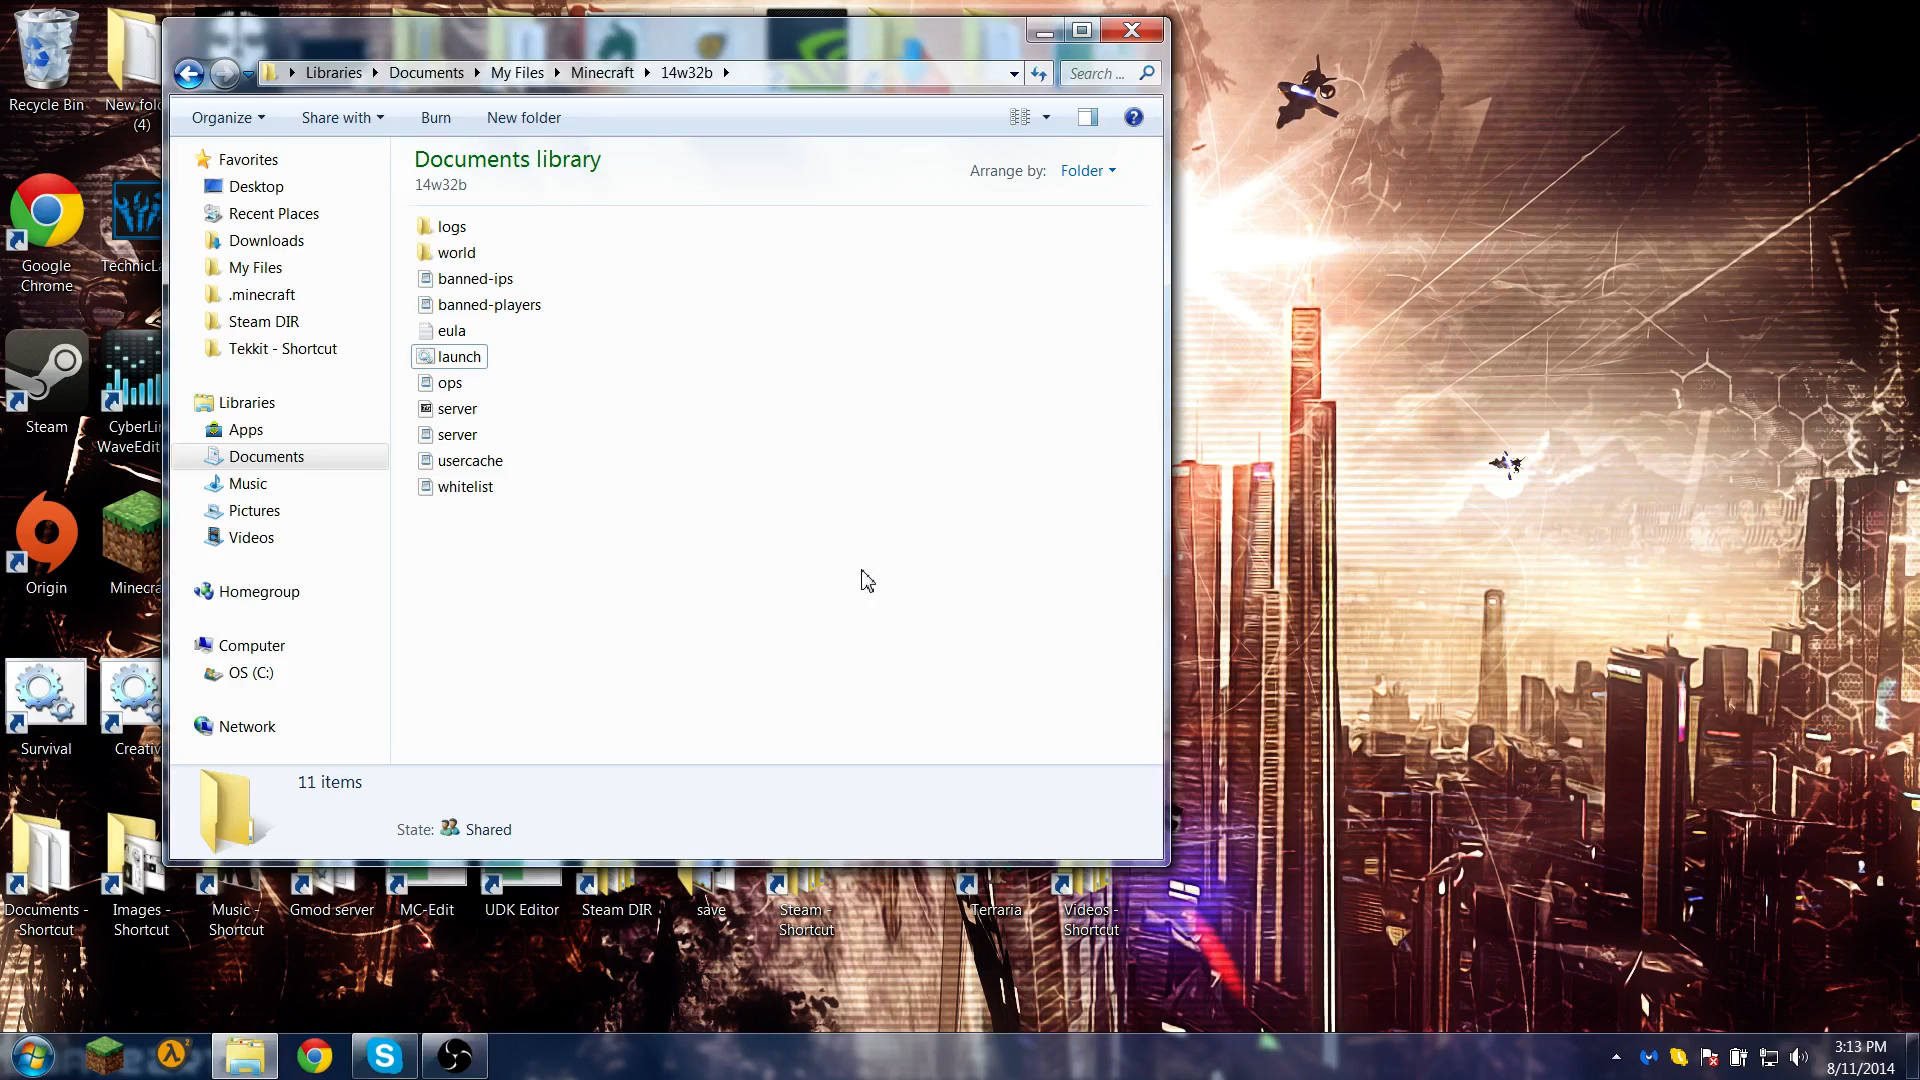 Recycle Bin
New fold
(4)
Google
Chrome
TechnicLa
Steam
CyberLin
WaveEdit
Origin
Minecra
Survival
Creativ
Libraries
Documents
My Files
Minecraft
14w32b
Search ...
Organize
Share with
Burn
New folder
Documents library
14w32b
Arrange by:
Folder
Favorites
Desktop
Recent Places
Downloads
My Files
.minecraft
Steam DIR
Tekkit - Shortcut
Libraries
Apps
Documents
Music
Pictures
Videos
Homegroup
Computer
OS (C:)
Network
logs
world
banned-ips
banned-players
eula
launch
ops
server
server
usercache
whitelist
11 items
State:
Shared
Documents -
Shortcut
Images -
Shortcut
Music -
Shortcut
Gmod server
MC-Edit
UDK Editor
Steam DIR
save
Steam -
Shortcut
Terraria
Videos -
Shortcut
3:13 PM
8/11/2014